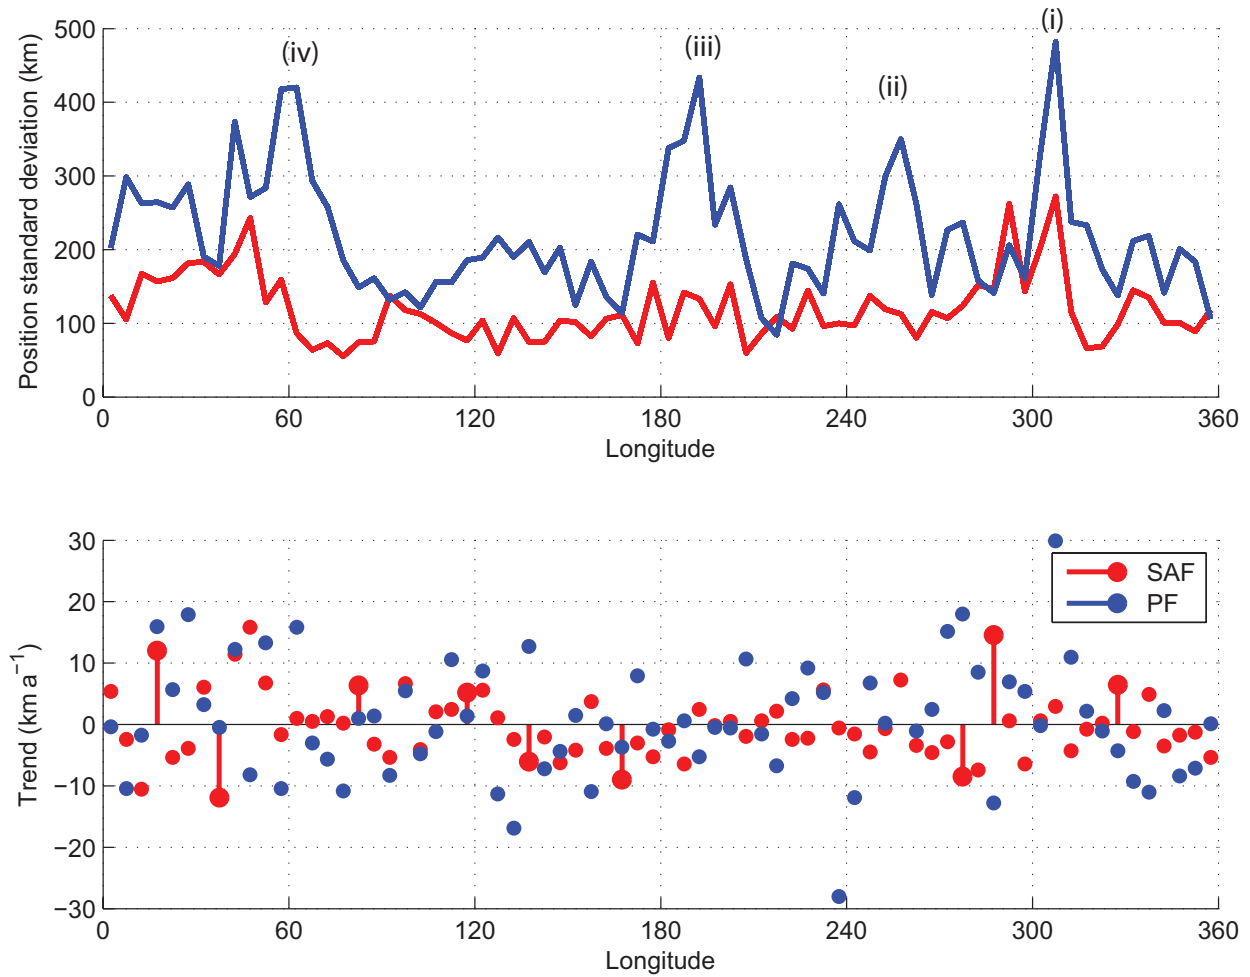 (i)
(iii)
(iv)
(ii)
Position standard deviation (km)
500
400
300
200
100
0
0 60 120 180 240 300 360
Longitude
Trend (km a−1)
30
20
10
0
−10
−20
−30
SAF
PF
0 60 120 180 240 300 360
Longitude